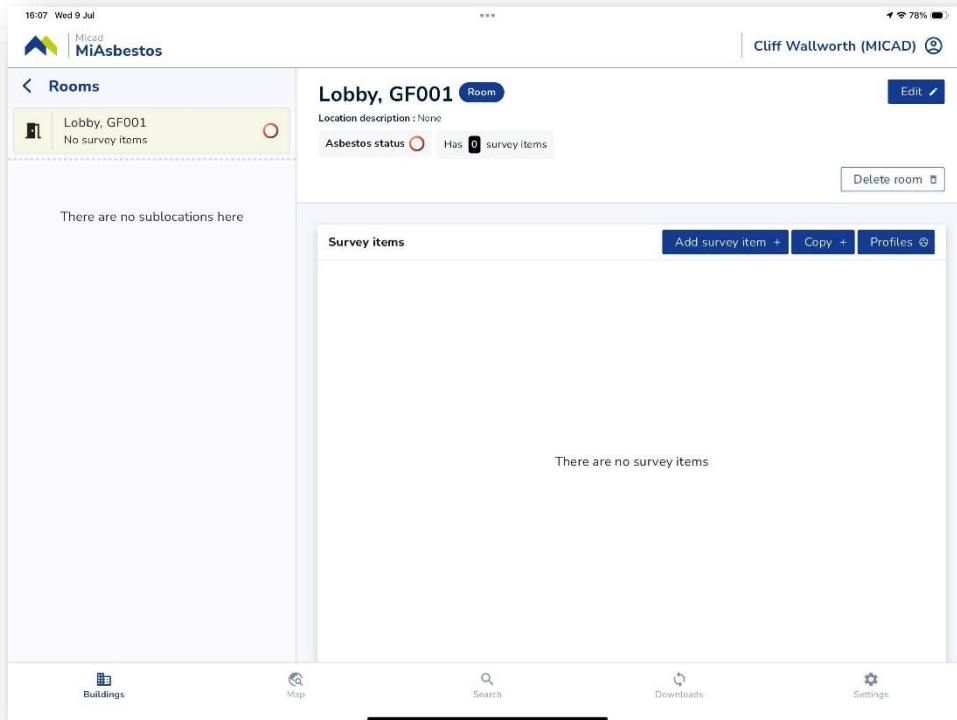 16:07 Wed 9 Jul
78%
Micad
MiAsbestos
Cliff Wallworth (MICAD)
Rooms
Lobby, GF001
No survey items
There are no sublocations here
Lobby, GF001 Room
Edit
Location description : None
Asbestos status
Has 0 survey items
Delete room
Survey items
Add survey item +
Copy +
Profiles
There are no survey items
Buildings
Map
Search
Downloads
Settings